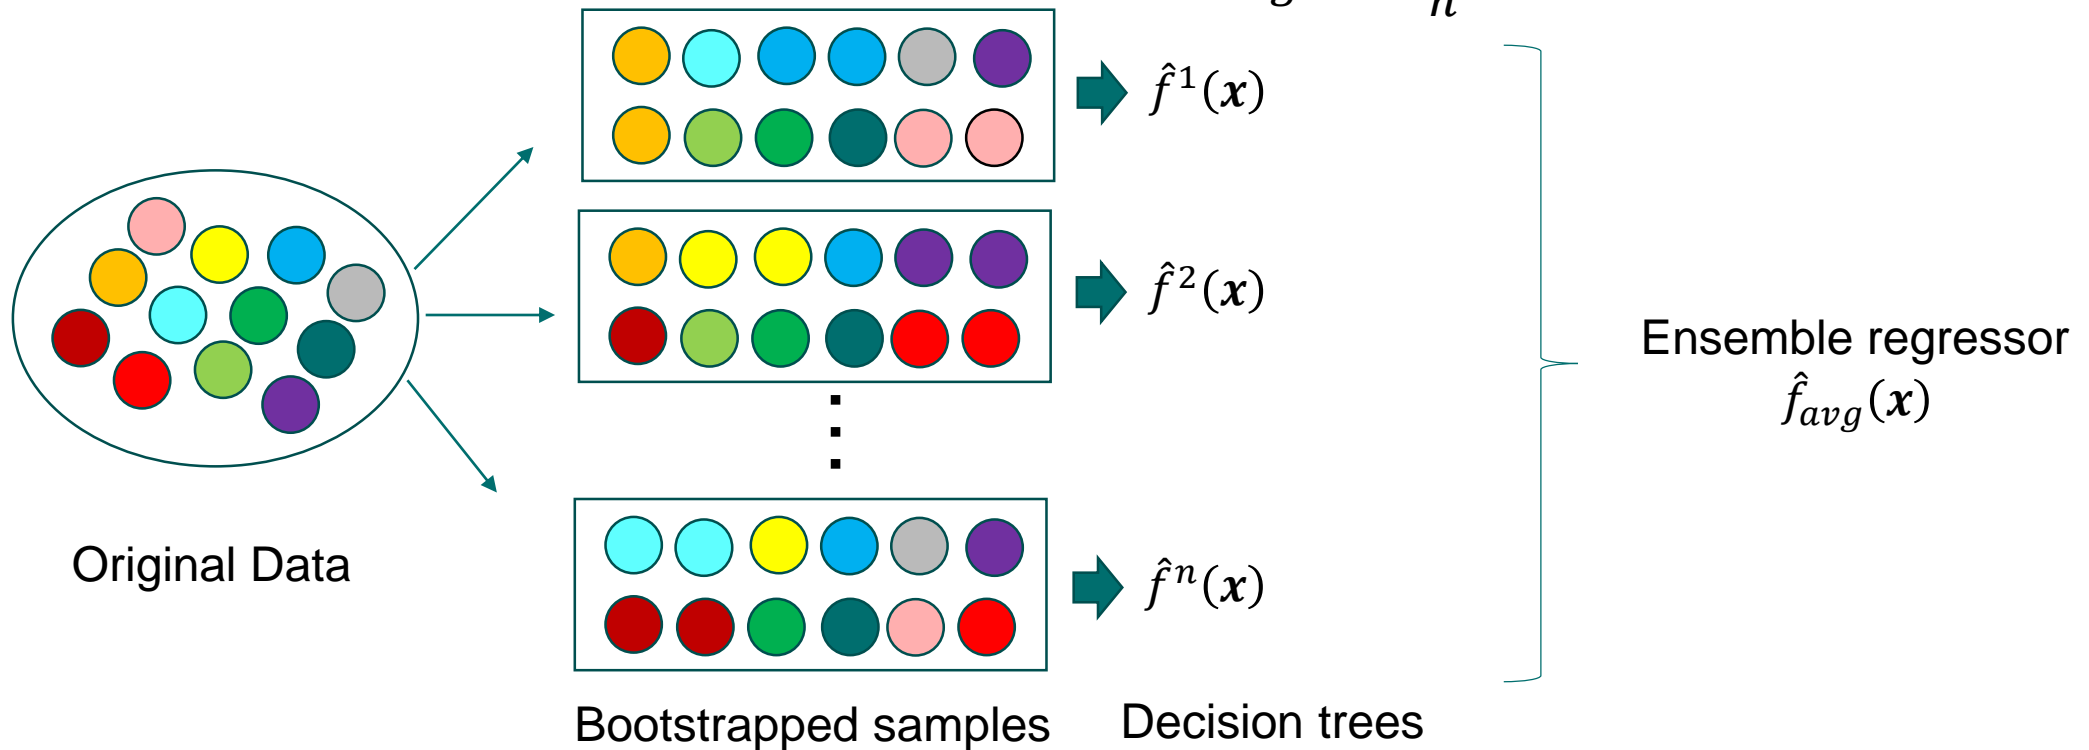 f̂¹(𝒙)
f̂²(𝒙)
Ensemble regressor
f̂ₐᵥ𝓰(𝒙)
Original Data
f̂ⁿ(𝒙)
Bootstrapped samples
Decision trees